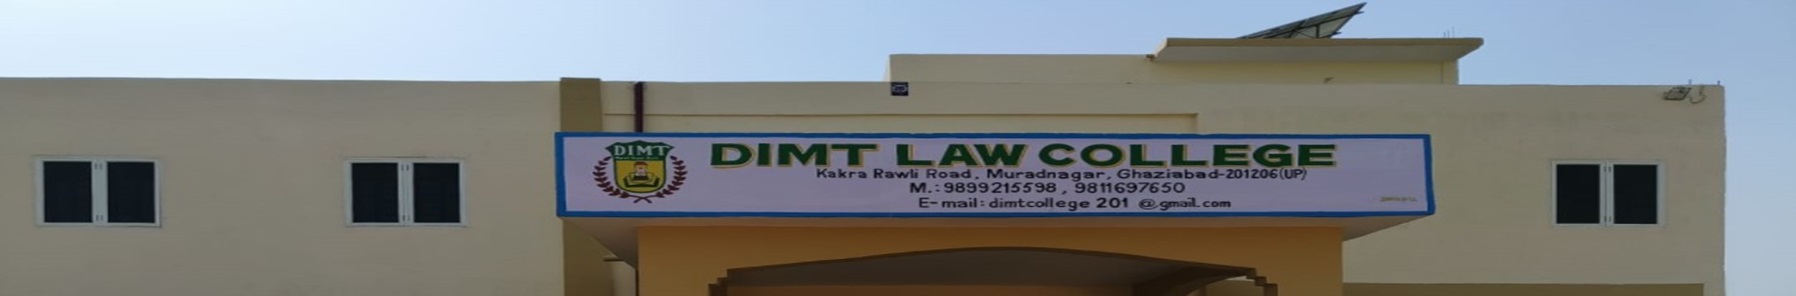 DIMT
DIMT LAW COLLEGE
Kakra Rawli Road, Muradnagar, Ghaziabad-201206(UP)
M.: 9899215598, 9811697650
E-mail: dimtcollege 201 @gmail.com